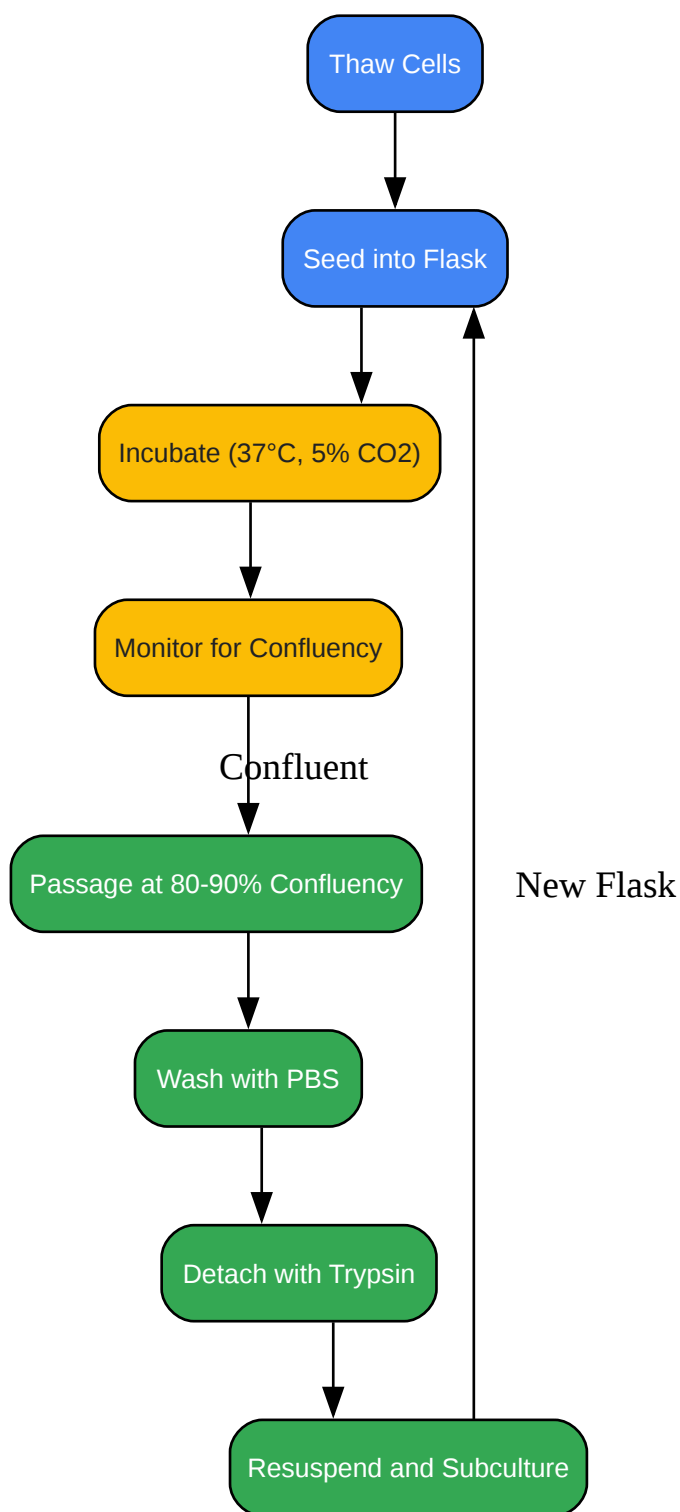 Thaw Cells
Seed into Flask
Incubate (37°C, 5% CO2)
Monitor for Confluency
Confluent
Passage at 80-90% Confluency
New Flask
Wash with PBS
Detach with Trypsin
Resuspend and Subculture